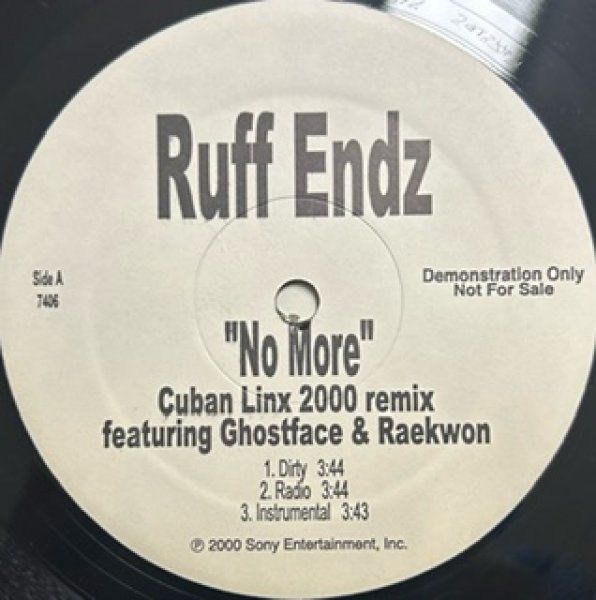 Ruff Endz
Side A
7406
Demonstration Only
Not For Sale
"No More"
Cuban Linx 2000 remix
featuring Ghostface & Raekwon
1. Dirty 3:44
2. Radio 3:44
3. Instrumental 3:43
℗ 2000 Sony Entertainment, Inc.